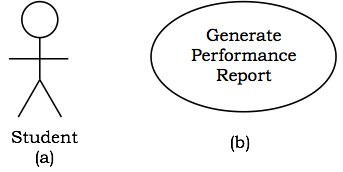 Generate
Performance
Report
Student
(a)
(b)